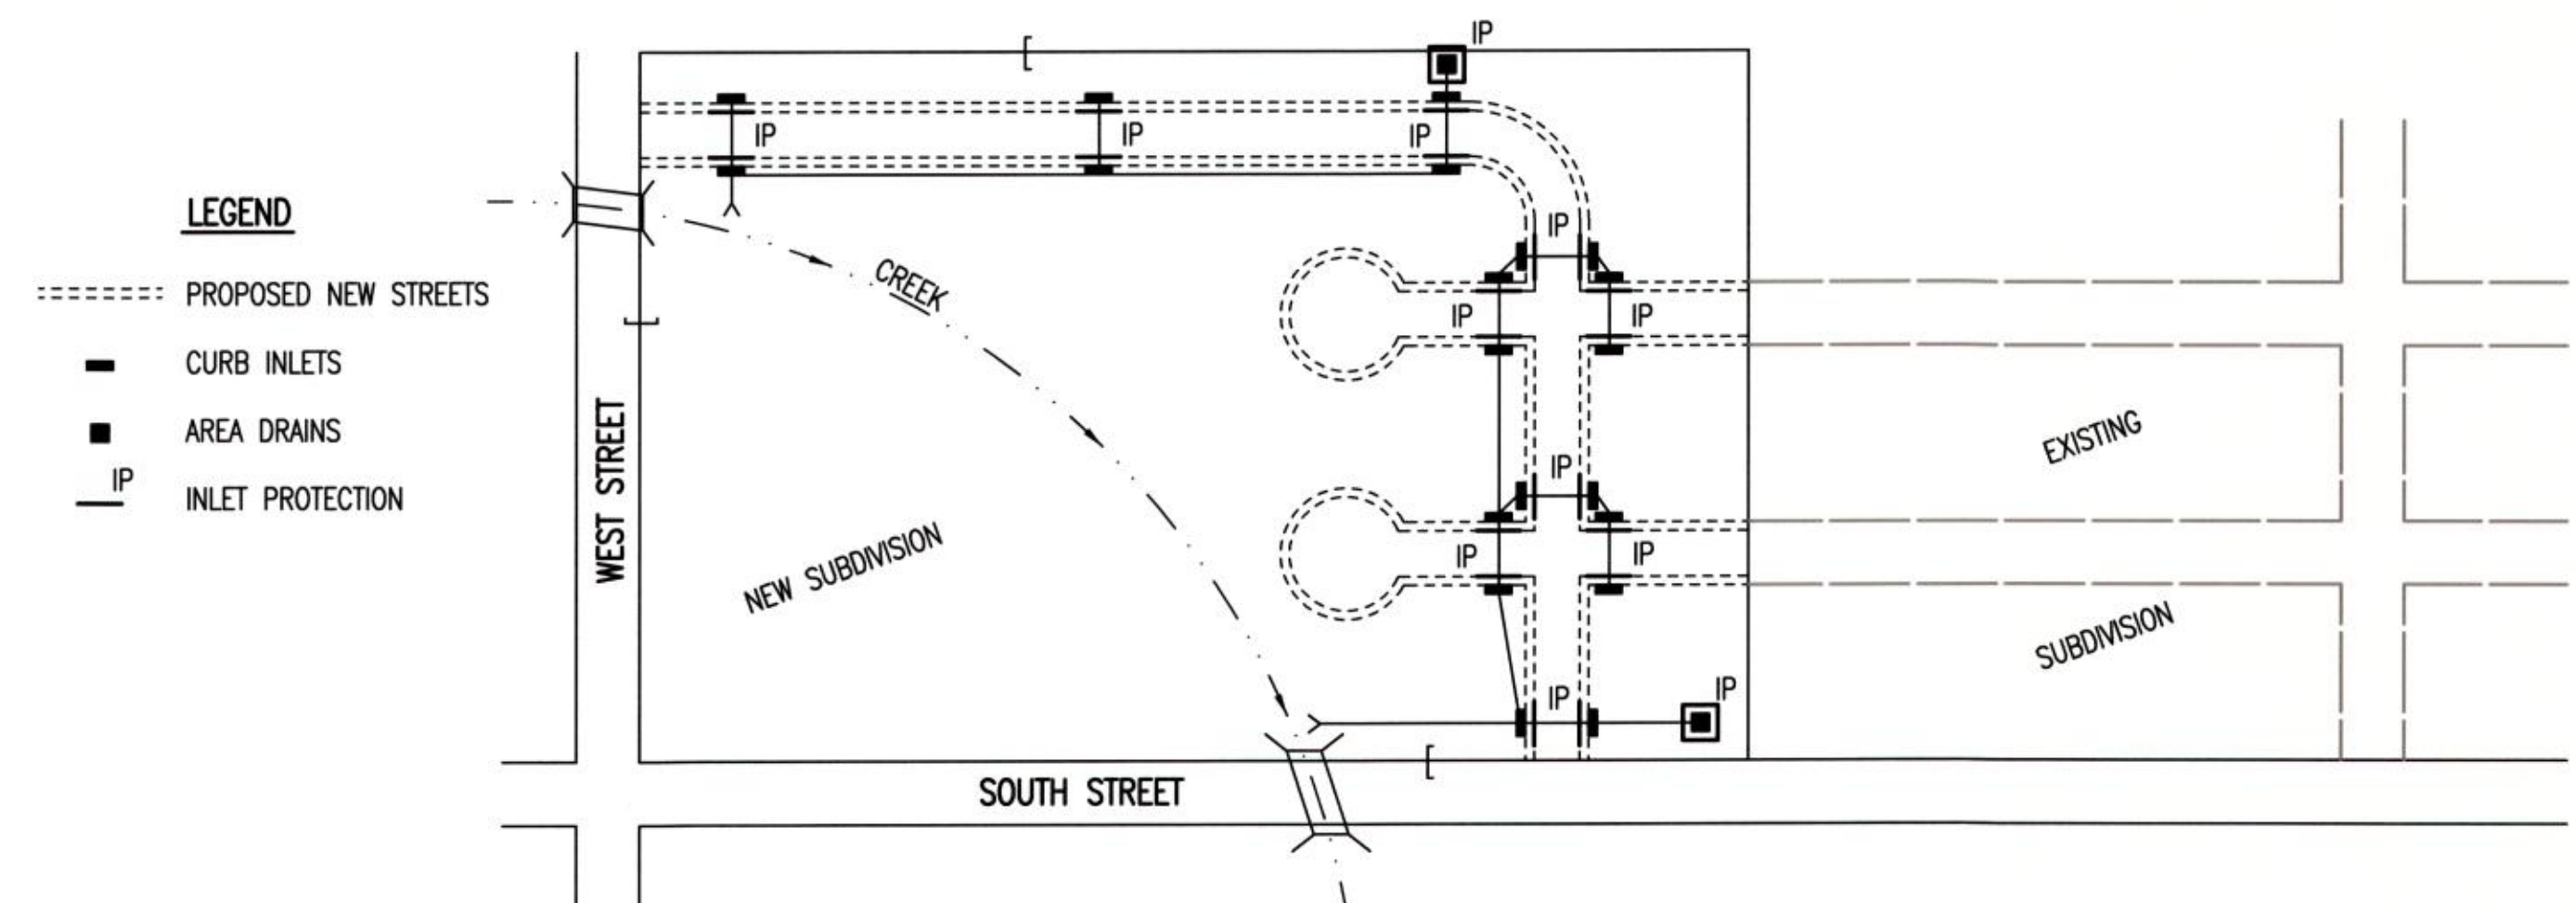 IP
IP
IP
IP
LEGEND
PROPOSED NEW STREETS
CURB INLETS
AREA DRAINS
IP
INLET PROTECTION
WEST STREET
CREEK
NEW SUBDIVISION
IP
IP
IP
IP
IP
IP
IP
IP
EXISTING
SUBDIVISION
SOUTH STREET